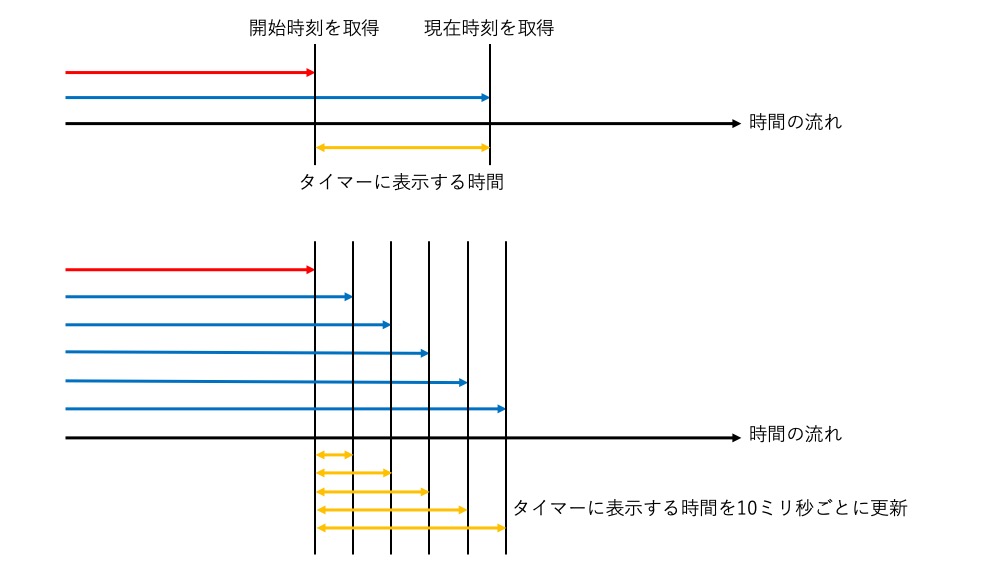 開始時刻を取得
現在時刻を取得
時間の流れ
タイマーに表示する時間
時間の流れ
タイマーに表示する時間を10ミリ秒ごとに更新